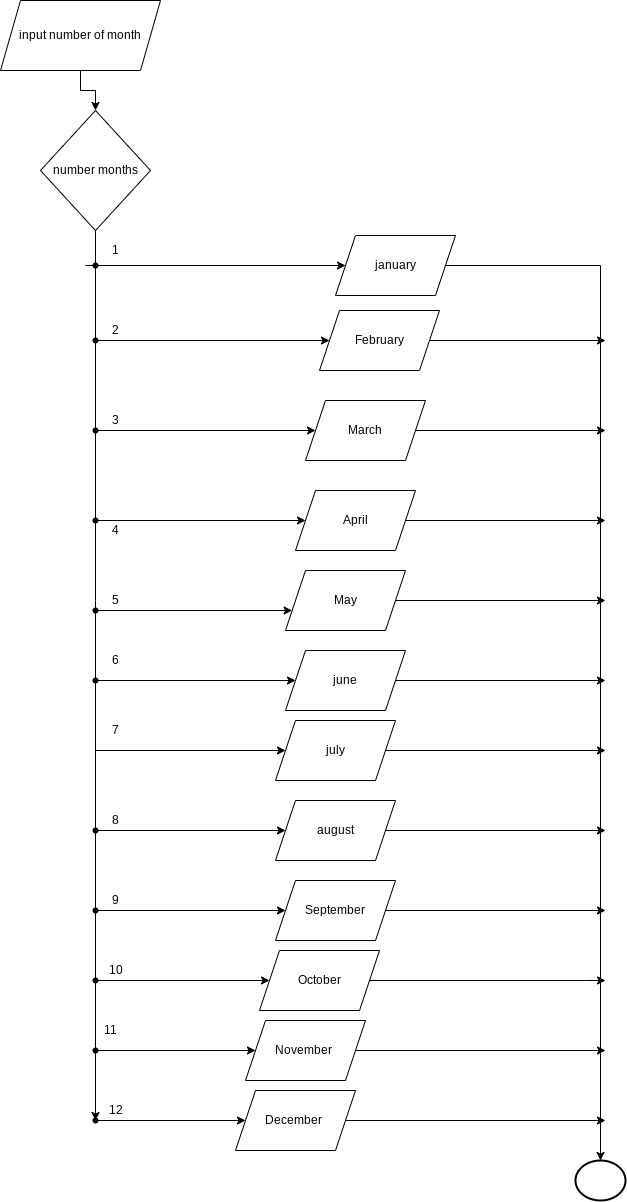 input number of month
number months
1
january
2
February
3
March
4
April
5
May
6
june
7
july
8
august
9
September
10
October
11
November
12
December